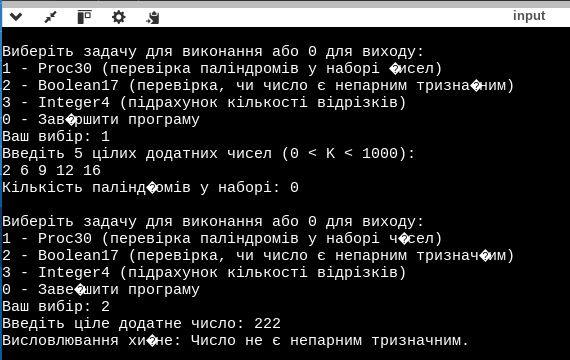 input
Виберіть задачу для виконання або 0 для виходу:
1 - Proc30 (перевірка паліндромів у наборі �исел)
2 - Boolean17 (перевірка, чи число є непарним тризна�ним)
3 - Integer4 (підрахунок кількості відрізків)
0 - Зав�ршити програму
Ваш вибір: 1
Введіть 5 цілих додатних чисел (0 < K < 1000):
2 6 9 12 16
Кількість палінд�омів у наборі: 0
Виберіть задачу для виконання або 0 для виходу:
1 - Proc30 (перевірка паліндромів у наборі ч�сел)
2 - Boolean17 (перевірка, чи число є непарним тризнач�им)
3 - Integer4 (підрахунок кількості відрізків)
0 - Заве�шити програму
Ваш вибір: 2
Введіть ціле додатне число: 222
Висловлювання хи�не: Число не є непарним тризначним.